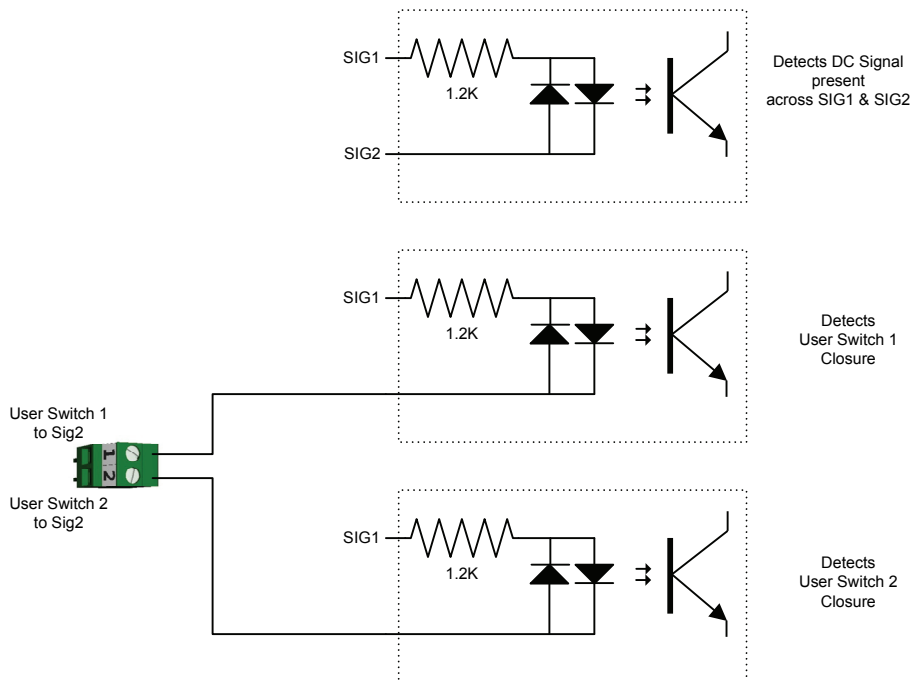 SIG1
1.2K
SIG2
Detects DC Signal
present
across SIG1 & SIG2
SIG1
1.2K
Detects
User Switch 1
Closure
User Switch 1
to Sig2
1
2
User Switch 2
to Sig2
SIG1
1.2K
Detects
User Switch 2
Closure